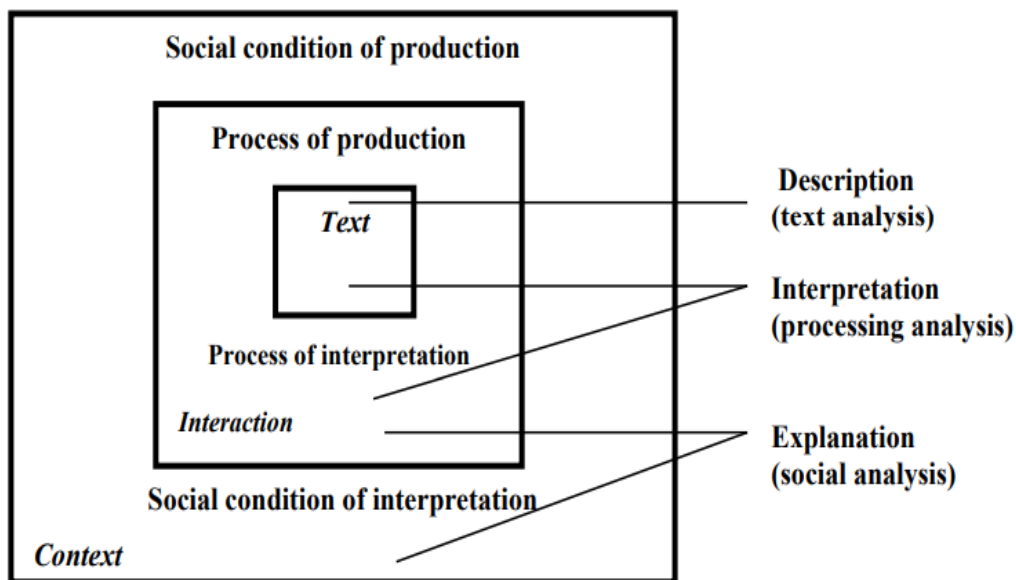 Social condition of production
Process of production
Text
Process of interpretation
Interaction
Social condition of interpretation
Context
Description
(text analysis)
Interpretation
(processing analysis)
Explanation
(social analysis)